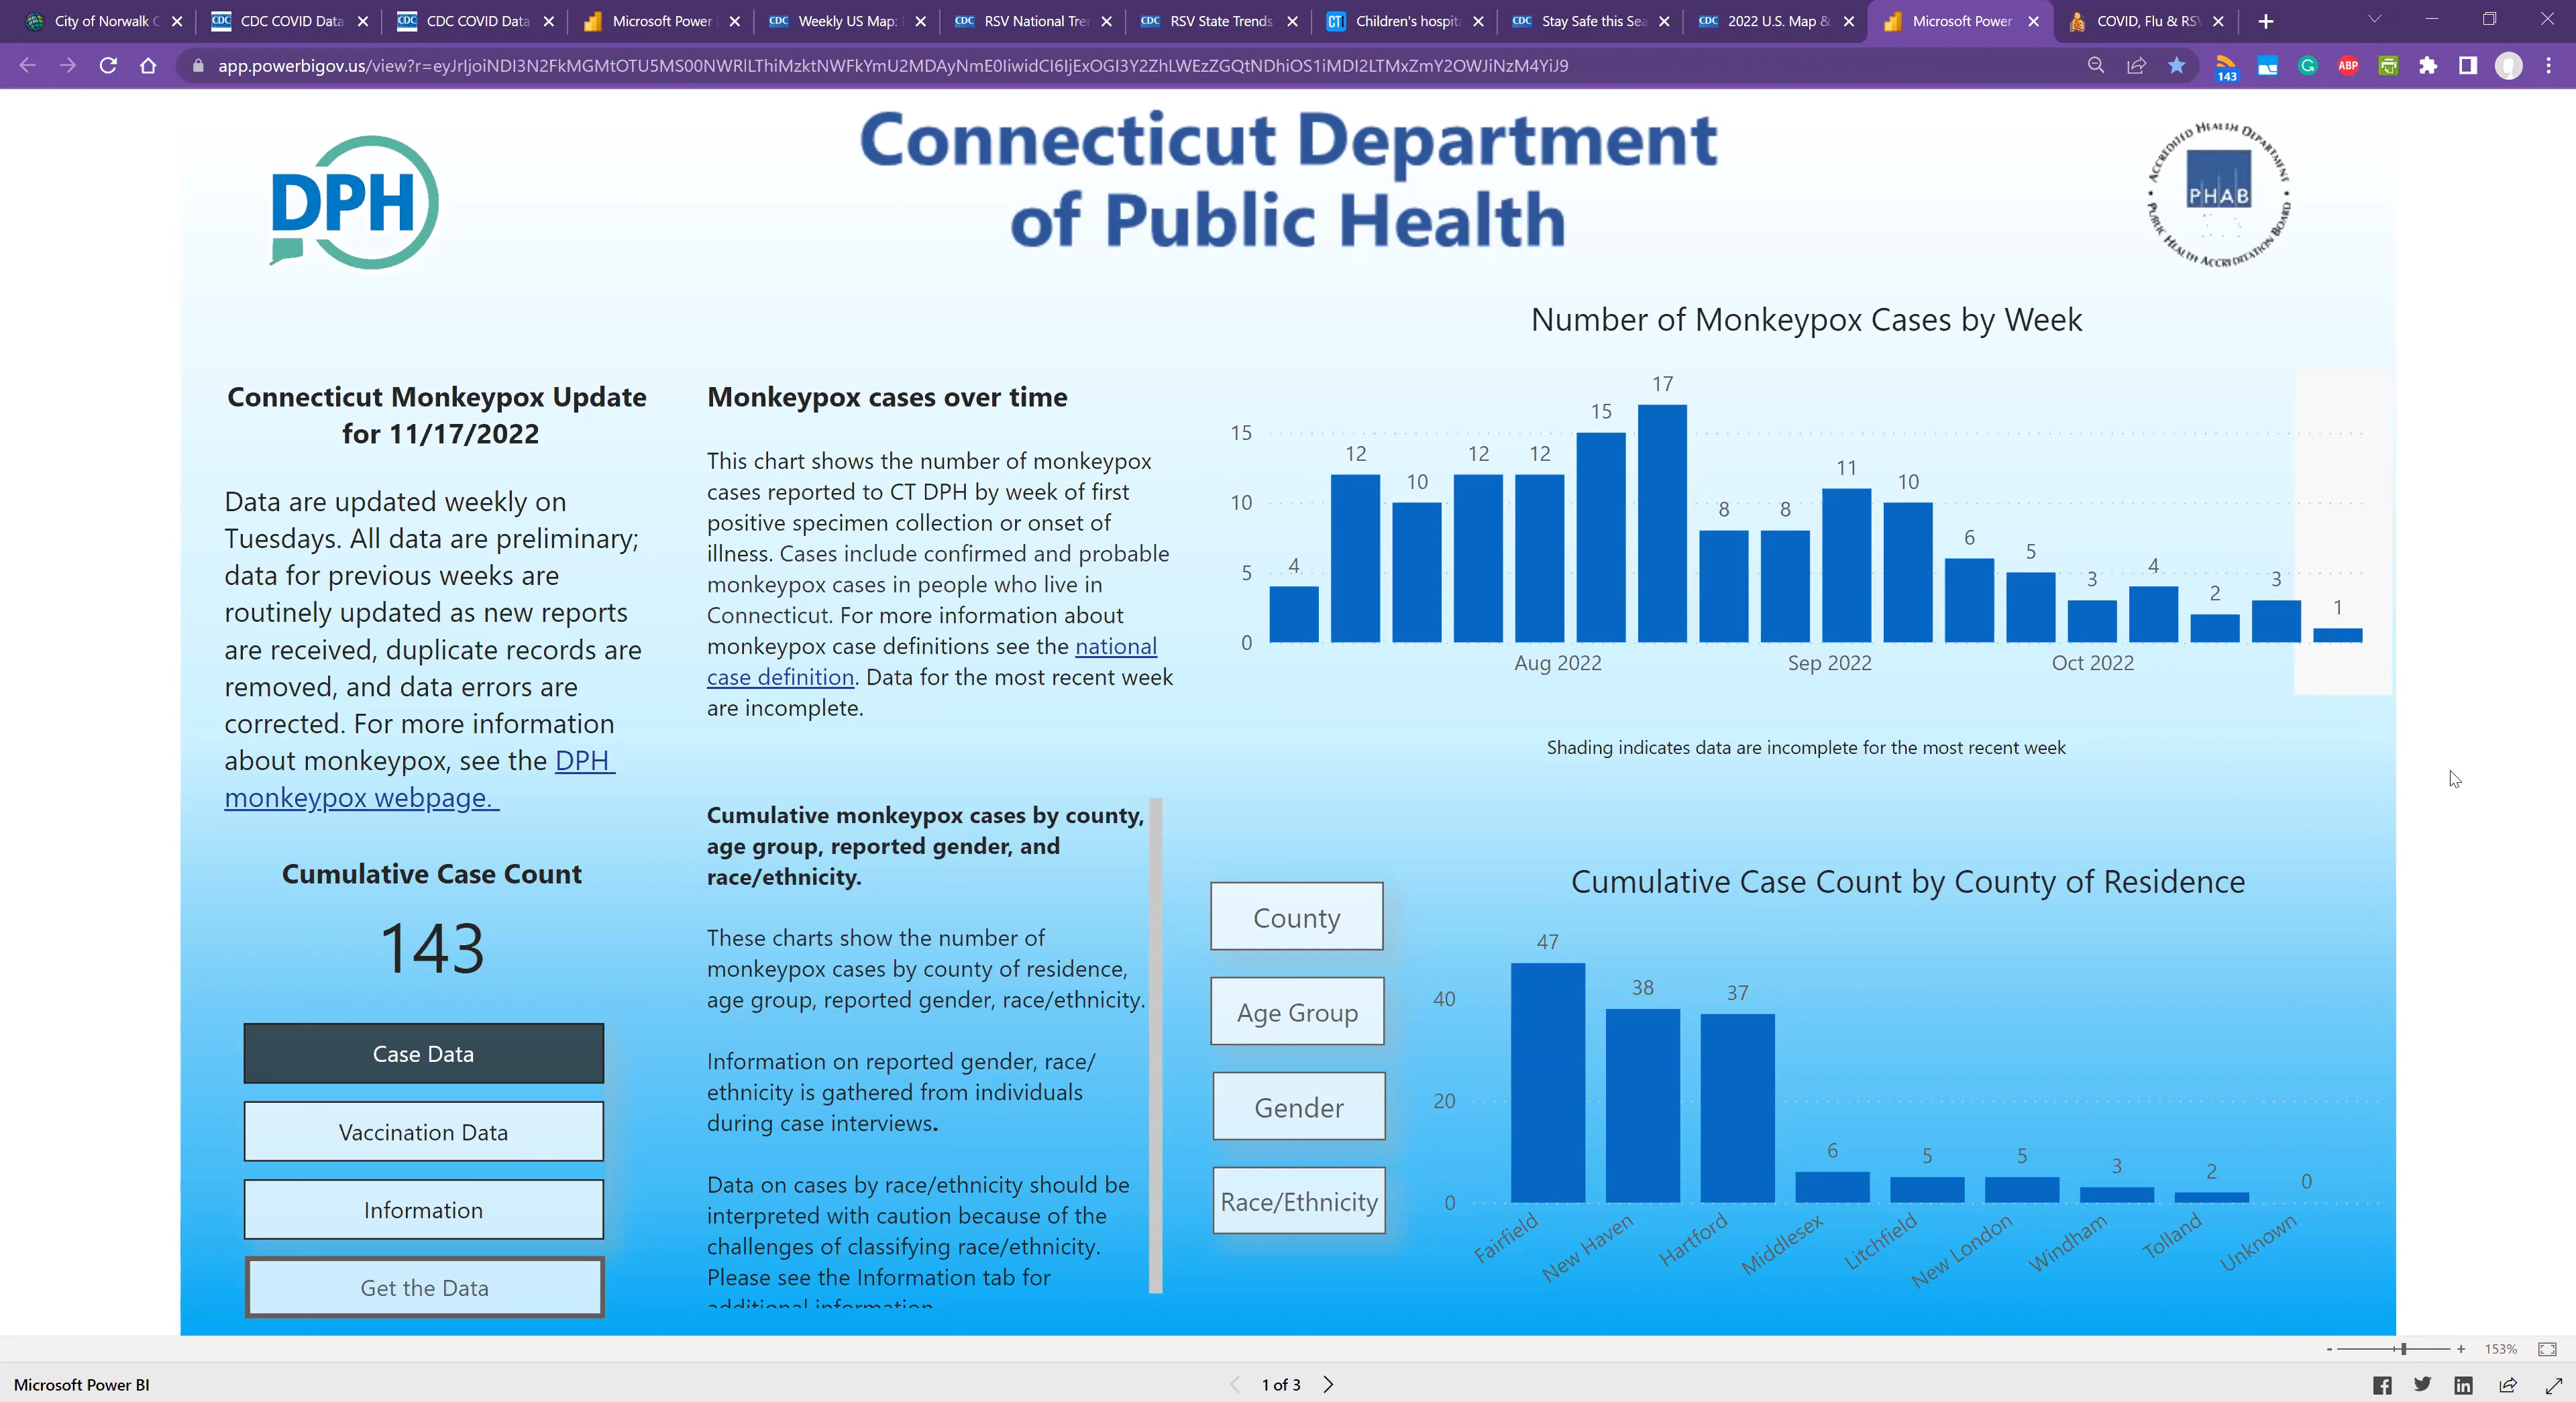 City of Norwalk C
CDC COVID Data
CDC COVID Data
Microsoft Power
Weekly US Map:
RSV National Tre
RSV State Trends
Children's hospit
Stay Safe this Sea
2022 U.S. Map &
Microsoft Power
COVID, Flu & RSV
143
ABP
DPH
Connecticut Department
of Public Health
ACCREDITED HEALTH DEPARTMENT
PHAB
PUBLIC HEALTH ACCREDITATION BOARD
Connecticut Monkeypox Update
for 11/17/2022
Data are updated weekly on
Tuesdays. All data are preliminary;
data for previous weeks are
routinely updated as new reports
are received, duplicate records are
removed, and data errors are
corrected. For more information
about monkeypox, see the DPH
monkeypox webpage.
Cumulative Case Count
143
Case Data
Vaccination Data
Information
Get the Data
Monkeypox cases over time
This chart shows the number of monkeypox
cases reported to CT DPH by week of first
positive specimen collection or onset of
illness. Cases include confirmed and probable
monkeypox cases in people who live in
Connecticut. For more information about
monkeypox case definitions see the national
case definition. Data for the most recent week
are incomplete.
Cumulative monkeypox cases by county,
age group, reported gender, and
race/ethnicity.
These charts show the number of
monkeypox cases by county of residence,
age group, reported gender, race/ethnicity.
Information on reported gender, race/
ethnicity is gathered from individuals
during case interviews.
Data on cases by race/ethnicity should be
interpreted with caution because of the
challenges of classifying race/ethnicity.
Please see the Information tab for
additional information.
Number of Monkeypox Cases by Week
15
10
5
0
4 12 10 12 12 15 17 8 8 11 10 6 5 3 4 2 3 1
Aug 2022 Sep 2022 Oct 2022
Shading indicates data are incomplete for the most recent week
County
Age Group
Gender
Race/Ethnicity
Cumulative Case Count by County of Residence
40
20
0
47 38 37 6 5 5 3 2 0
Fairfield New Haven Hartford Middlesex Litchfield New London Windham Tolland Unknown
153%
Microsoft Power BI
1 of 3